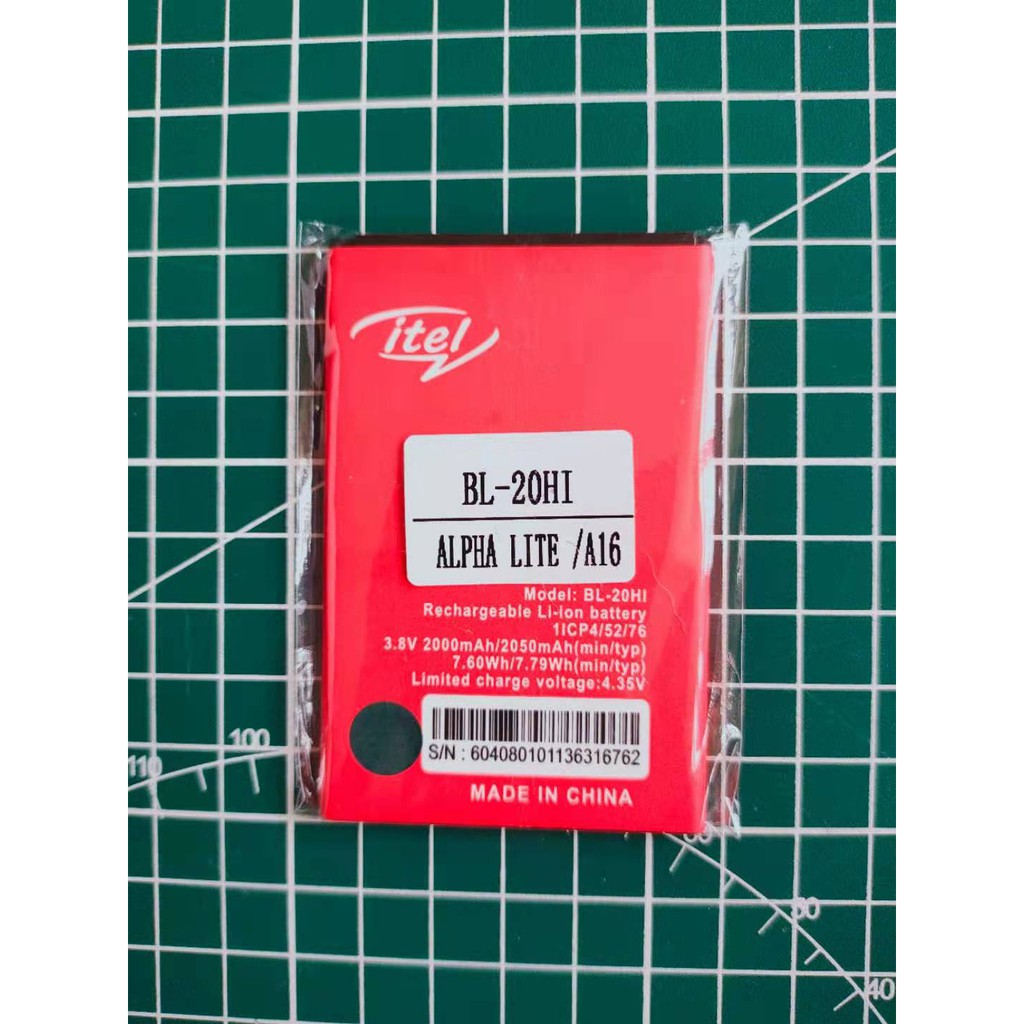 itel
BL-20HI
ALPHA LITE /A16
Model: BL-20HI
Rechargeable Li-ion battery
1ICP4/52/76
3.8V 2000mAh/2050mAh(min/typ)
7.60Wh/7.79Wh(min/typ)
Limited charge voltage:4.35V
S/N : 604080101136316762
MADE IN CHINA
100
110
50
40